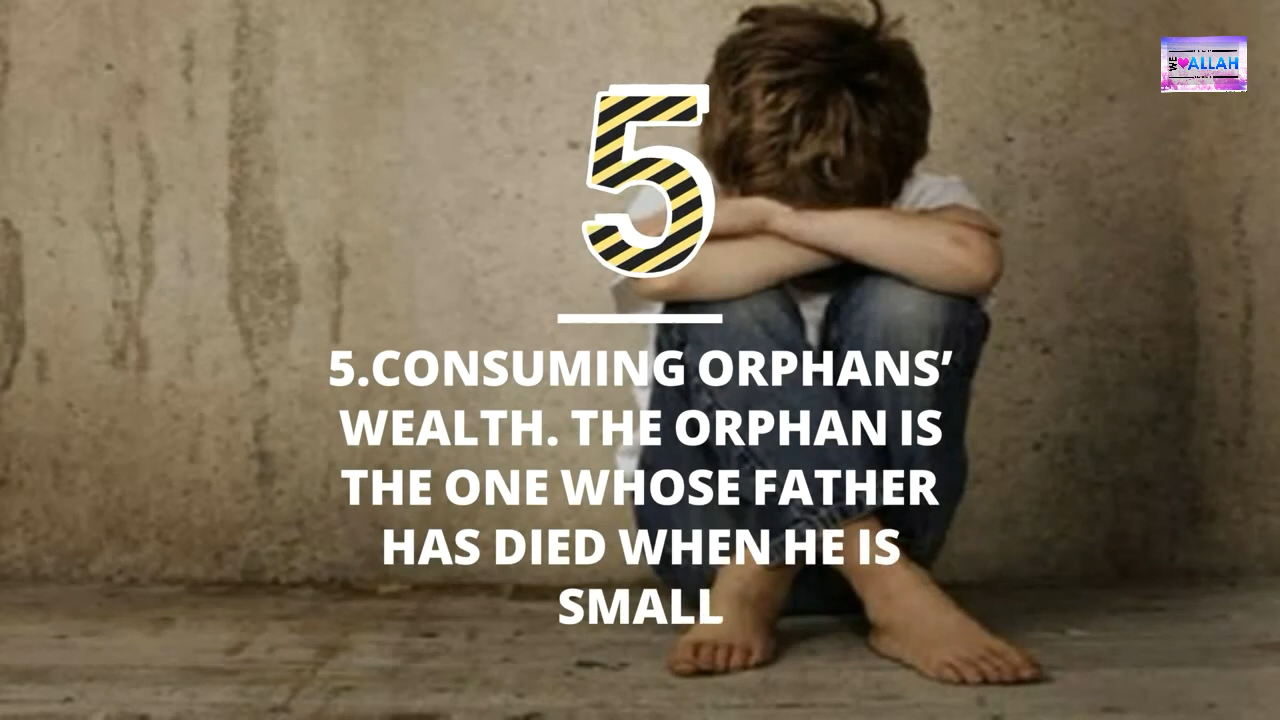 WE ALLAH
5
5.CONSUMING ORPHANS’
WEALTH. THE ORPHAN IS
THE ONE WHOSE FATHER
HAS DIED WHEN HE IS
SMALL